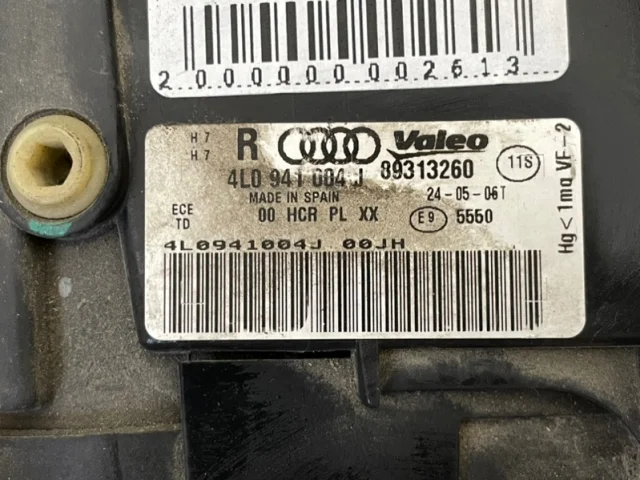 2000000002613
H7 R Valeo
H7
4L0 941 004 J 89313260 11S
MADE IN SPAIN 24-05-06T
ECE 00 HCR PL XX E9 5550
TD
4L0941004J 00JH
Hg < 1mg VF-2